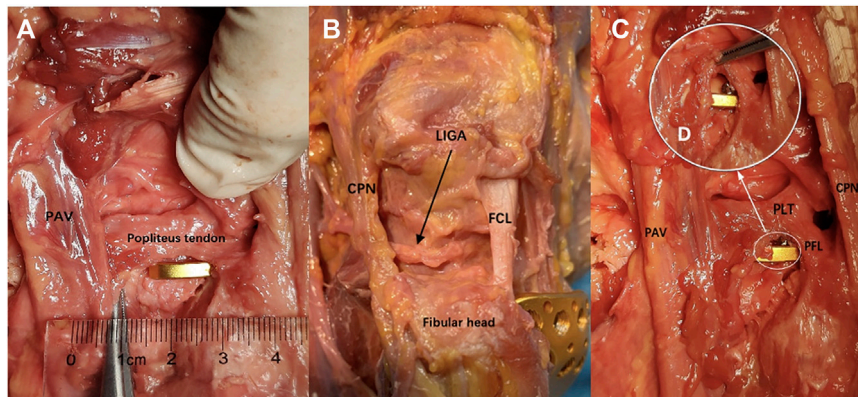 A
PAV
Popliteus tendon
0
1cm
2
3
4
B
LIGA
CPN
FCL
Fibular head
C
D
PLT
CPN
PAV
PFL